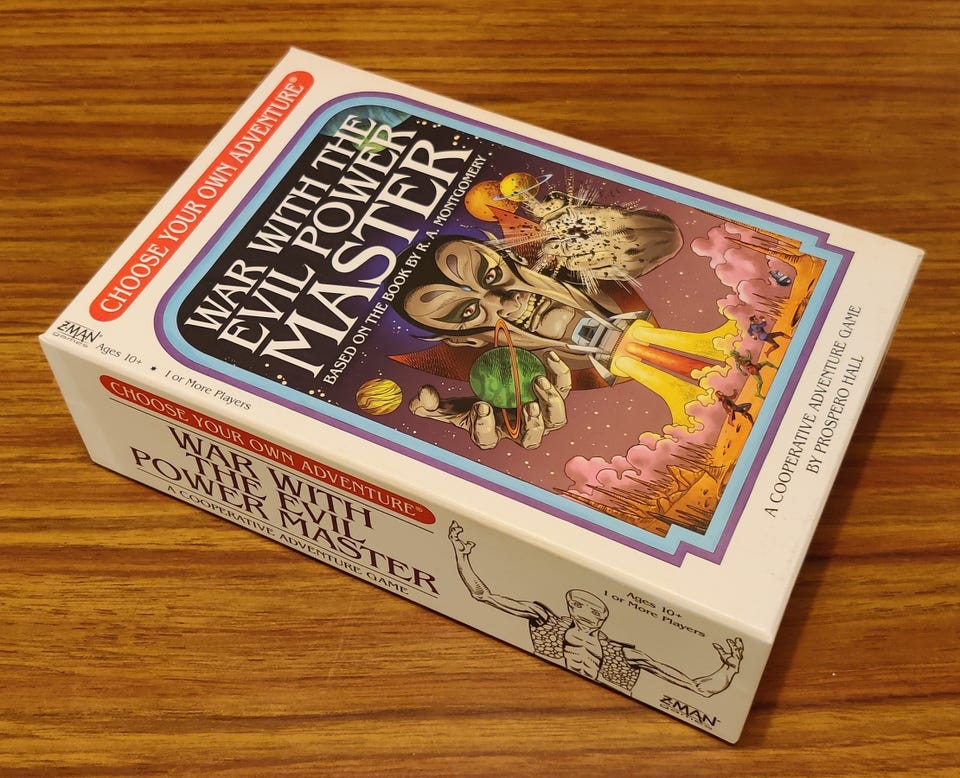 CHOOSE YOUR OWN ADVENTURE®
WAR WITH THE
EVIL POWER
MASTER
BASED ON THE BOOK BY R. A. MONTGOMERY
ZMAN
games
Ages 10+
* 1 or More Players
A COOPERATIVE ADVENTURE GAME
BY PROSPERO HALL
CHOOSE YOUR OWN ADVENTURE®
WAR WITH
THE EVIL
POWER MASTER
A COOPERATIVE ADVENTURE GAME
Ages 10+
1 or More Players
ZMAN
games